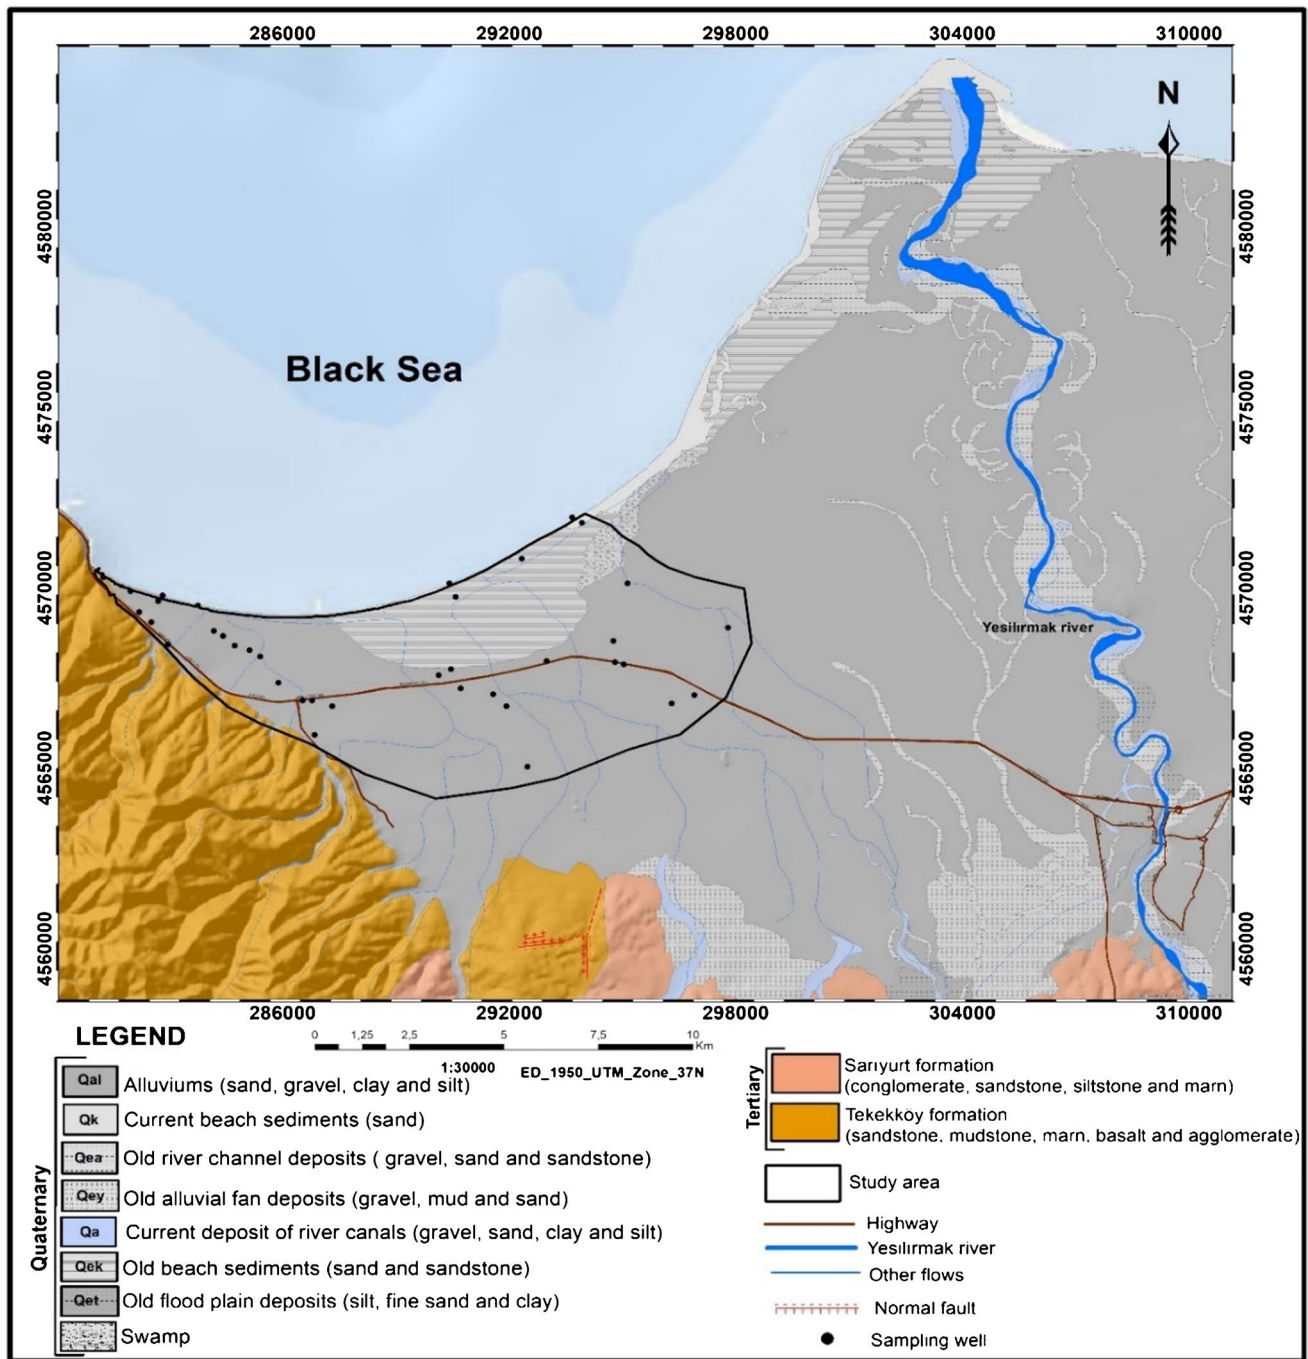 286000 292000 298000 304000 310000
N
4580000 4580000
Black Sea
4575000 4575000
4570000 4570000
Yesilırmak river
4565000 4565000
4560000 4560000
286000 292000 298000 304000 310000
LEGEND
0 1,25 2,5 5 7,5 10 Km
1:30000 ED_1950_UTM_Zone_37N
Quaternary
Qal Alluviums (sand, gravel, clay and silt)
Qk Current beach sediments (sand)
Qea Old river channel deposits ( gravel, sand and sandstone)
Qey Old alluvial fan deposits (gravel, mud and sand)
Qa Current deposit of river canals (gravel, sand, clay and silt)
Qek Old beach sediments (sand and sandstone)
Qet Old flood plain deposits (silt, fine sand and clay)
Swamp
Tertiary
Sarıyurt formation
(conglomerate, sandstone, siltstone and marn)
Tekekköy formation
(sandstone, mudstone, marn, basalt and agglomerate)
Study area
Highway
Yesilırmak river
Other flows
Normal fault
Sampling well